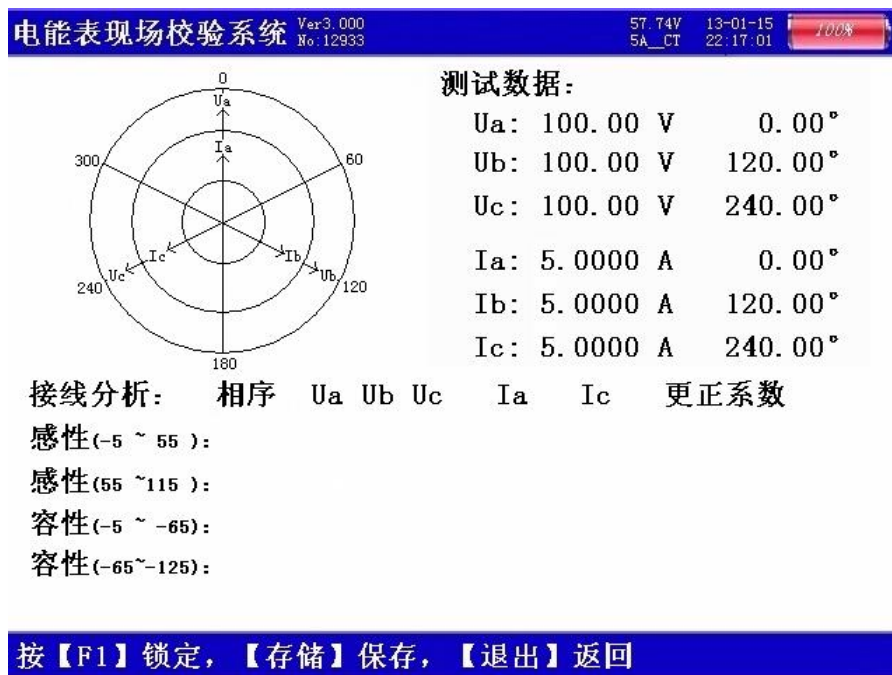 电能表现场校验系统 Ver3.000 No:12933 57.74V 5A__CT 13-01-15 22:17:01 100%
0
Ua
Ia
300
60
Ic
Ib
Uc
Ub
240
120
180
测试数据:
Ua: 100.00 V 0.00°
Ub: 100.00 V 120.00°
Uc: 100.00 V 240.00°
Ia: 5.0000 A 0.00°
Ib: 5.0000 A 120.00°
Ic: 5.0000 A 240.00°
接线分析: 相序 Ua Ub Uc Ia Ic 更正系数
感性(-5 ~ 55 ):
感性(55 ~115 ):
容性(-5 ~ -65):
容性(-65~-125):
按【F1】锁定,【存储】保存,【退出】返回